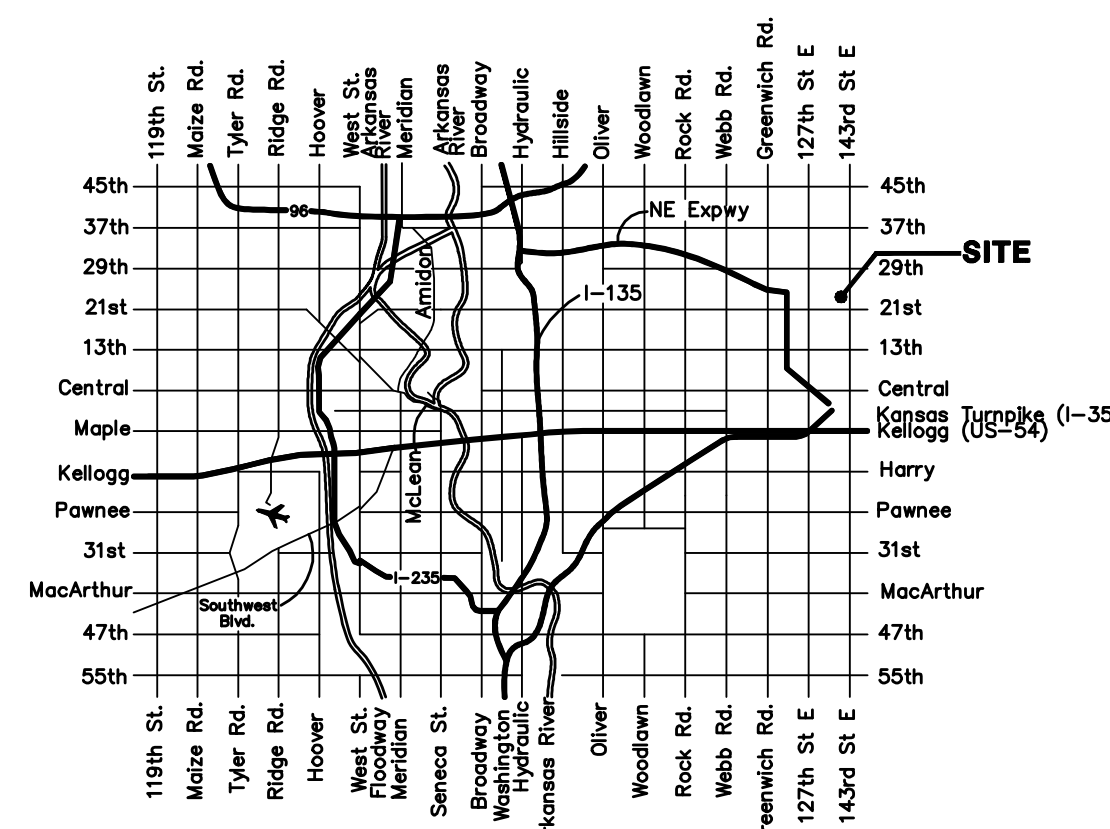 119th St.
Maize Rd.
Tyler Rd.
Ridge Rd.
Hoover
West St.
Arkansas
River
Meridian
Arkansas
River
Broadway
Hydraulic
Hillside
Oliver
Woodlawn
Rock Rd.
Webb Rd.
Greenwich Rd.
127th St E
143rd St E
45th
45th
96
NE Expwy
37th
37th
SITE
29th
29th
Amidon
I-135
21st
21st
13th
13th
Central
Central
Kansas Turnpike (I-35
Maple
Kellogg (US-54)
Kellogg
Harry
McLean
Pawnee
Pawnee
31st
31st
I-235
MacArthur
MacArthur
Southwest
Blvd.
47th
47th
55th
55th
119th St.
Maize Rd.
Tyler Rd.
Ridge Rd.
Hoover
West St.
Floodway
Meridian
Seneca St.
Broadway
Washington
Hydraulic
rkansas River
Oliver
Woodlawn
Rock Rd.
Webb Rd.
reenwich Rd.
127th St E
143rd St E